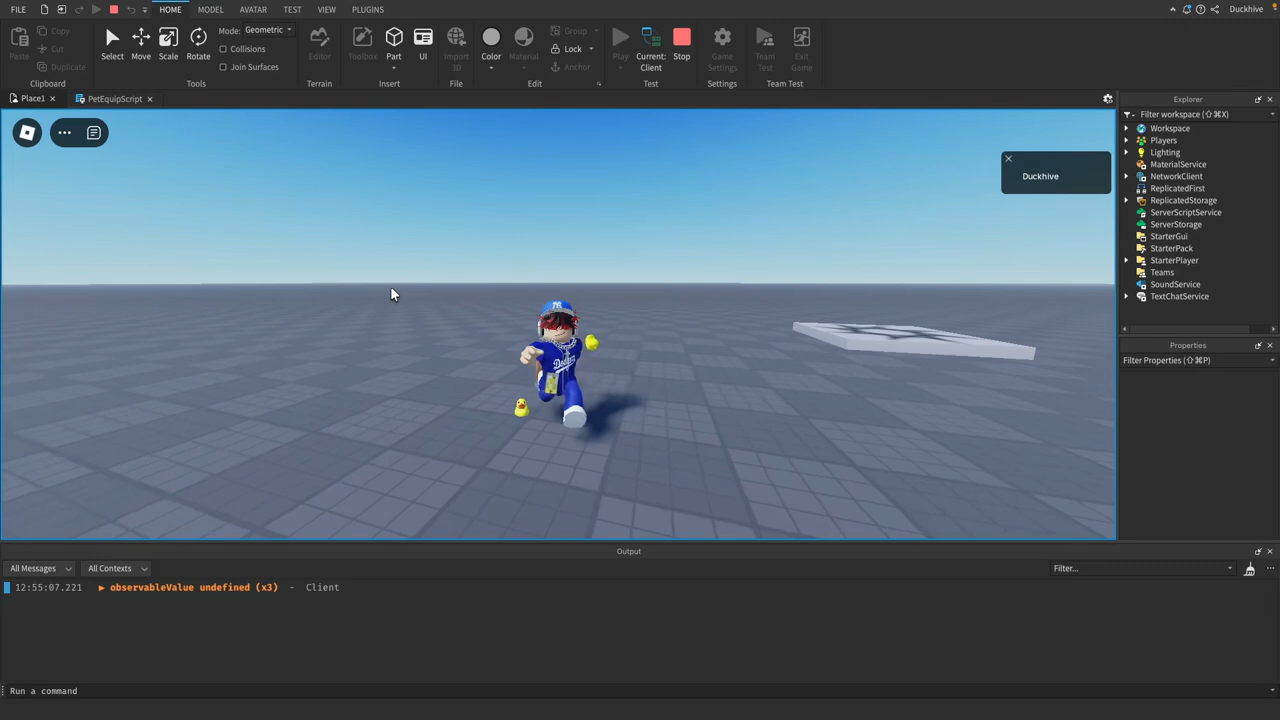 FILE HOME MODEL AVATAR TEST VIEW PLUGINS Duckhive
Paste Copy Cut Duplicate Clipboard
Select Move Scale Rotate Mode: Geometric Collisions Join Surfaces Tools
Editor Terrain
Toolbox Part UI Insert
Import 3D File
Color Material Group Lock Anchor Edit
Play Current: Client Stop Test
Game Settings Settings
Team Test Exit Game Team Test
Place1 PetEquipScript
Duckhive
Explorer
Filter workspace (⇧⌘X)
Workspace
Players
Lighting
MaterialService
NetworkClient
ReplicatedFirst
ReplicatedStorage
ServerScriptService
ServerStorage
StarterGui
StarterPack
StarterPlayer
Teams
SoundService
TextChatService
Properties
Filter Properties (⇧⌘P)
Output
All Messages All Contexts Filter...
12:55:07.221 ▶ observableValue undefined (x3) - Client
Run a command